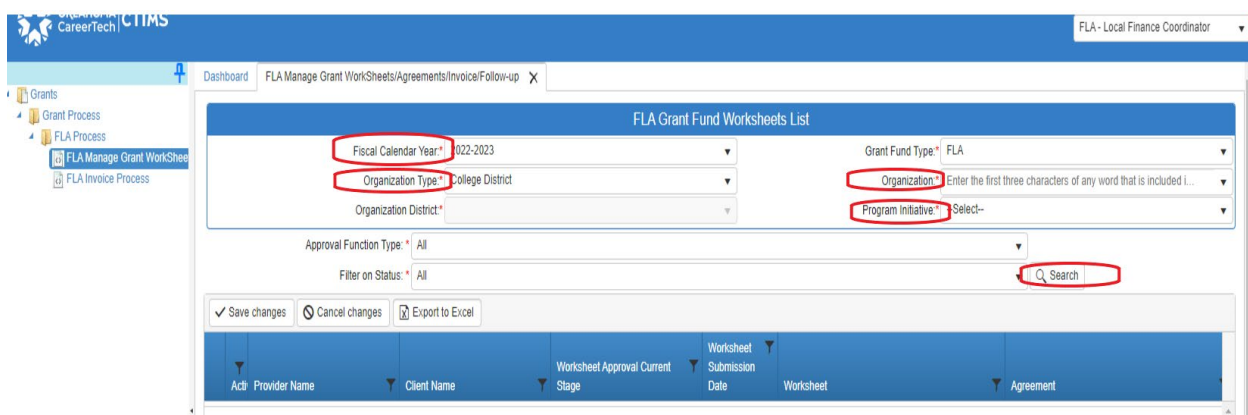 OKLAHOMA
CareerTech CTIMS
FLA - Local Finance Coordinator
Dashboard FLA Manage Grant WorkSheets/Agreements/Invoice/Follow-up X
Grants
Grant Process
FLA Process
FLA Manage Grant WorkShee
FLA Invoice Process
FLA Grant Fund Worksheets List
Fiscal Calendar Year:* 2022-2023 Grant Fund Type:* FLA
Organization Type:* College District Organization:* Enter the first three characters of any word that is included i...
Organization District:* Program Initiative:* --Select--
Approval Function Type: * All
Filter on Status: * All Search
Save changes Cancel changes Export to Excel
Acti Provider Name Client Name Worksheet Approval Current Stage Worksheet Submission Date Worksheet Agreement